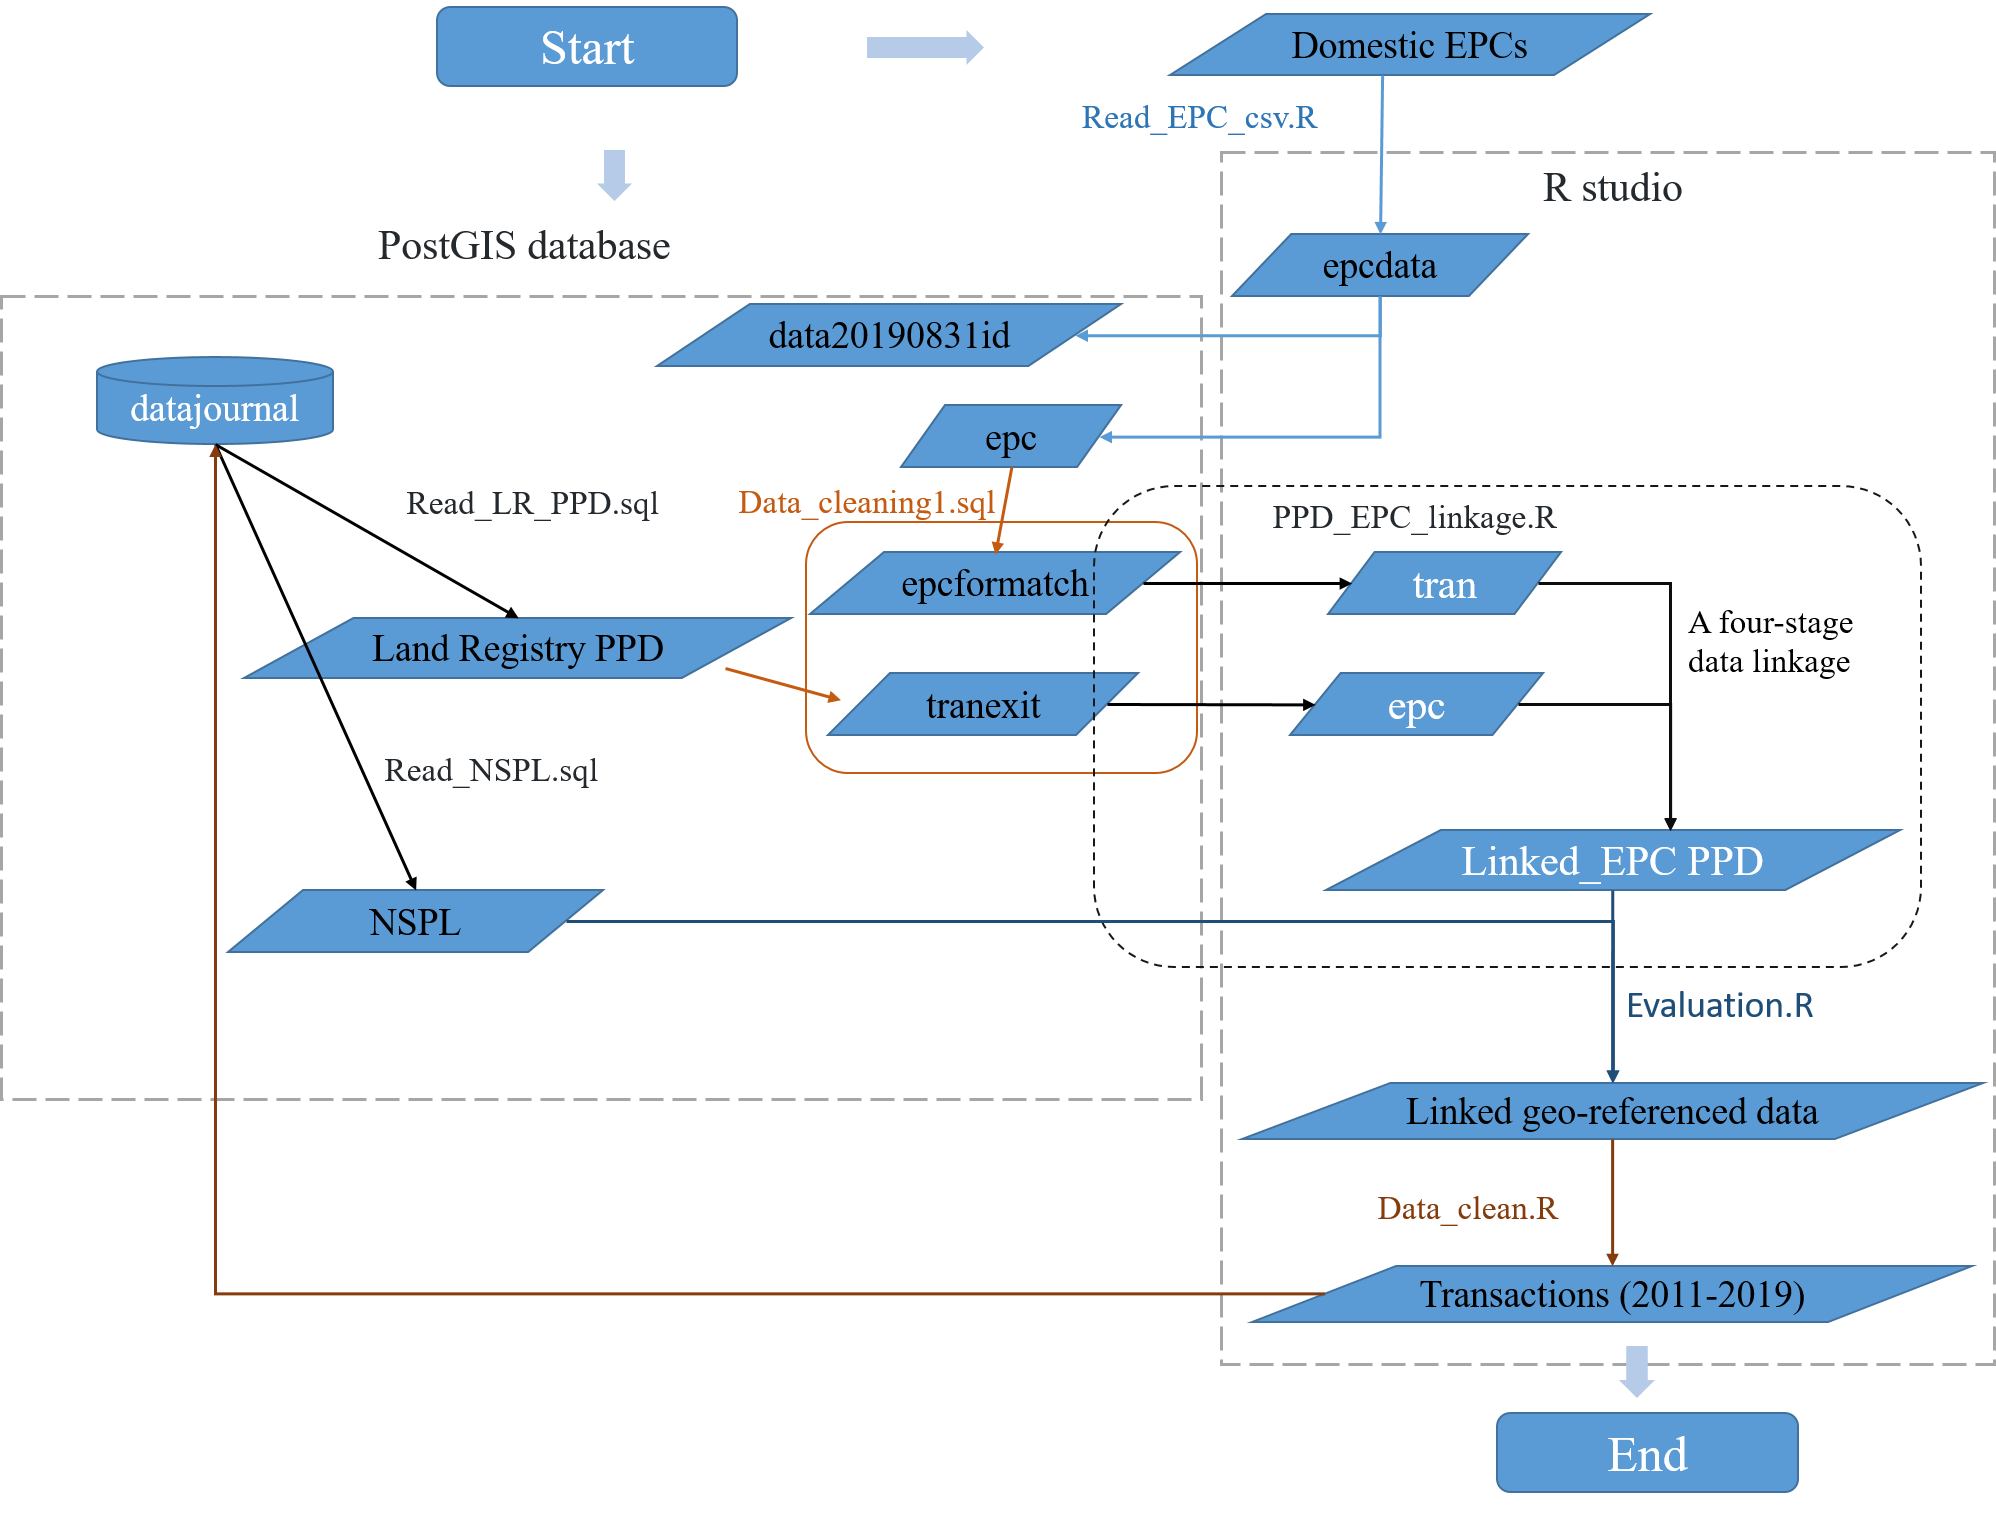 Start
Domestic EPCs
Read_EPC_csv.R
R studio
PostGIS database
epcdata
data20190831id
datajournal
epc
Read_LR_PPD.sql
Data_cleaning1.sql
PPD_EPC_linkage.R
epcformatch
tran
A four-stage
data linkage
Land Registry PPD
tranexit
epc
Read_NSPL.sql
Linked_EPC PPD
NSPL
Evaluation.R
Linked geo-referenced data
Data_clean.R
Transactions (2011-2019)
End